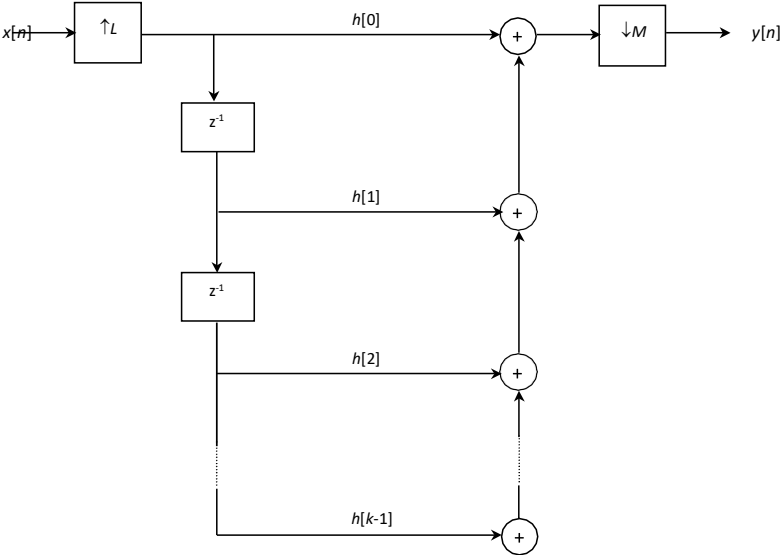 x[n] ↑L h[0] + ↓M y[n]
z⁻¹
h[1] +
z⁻¹
h[2] +
h[k-1] +